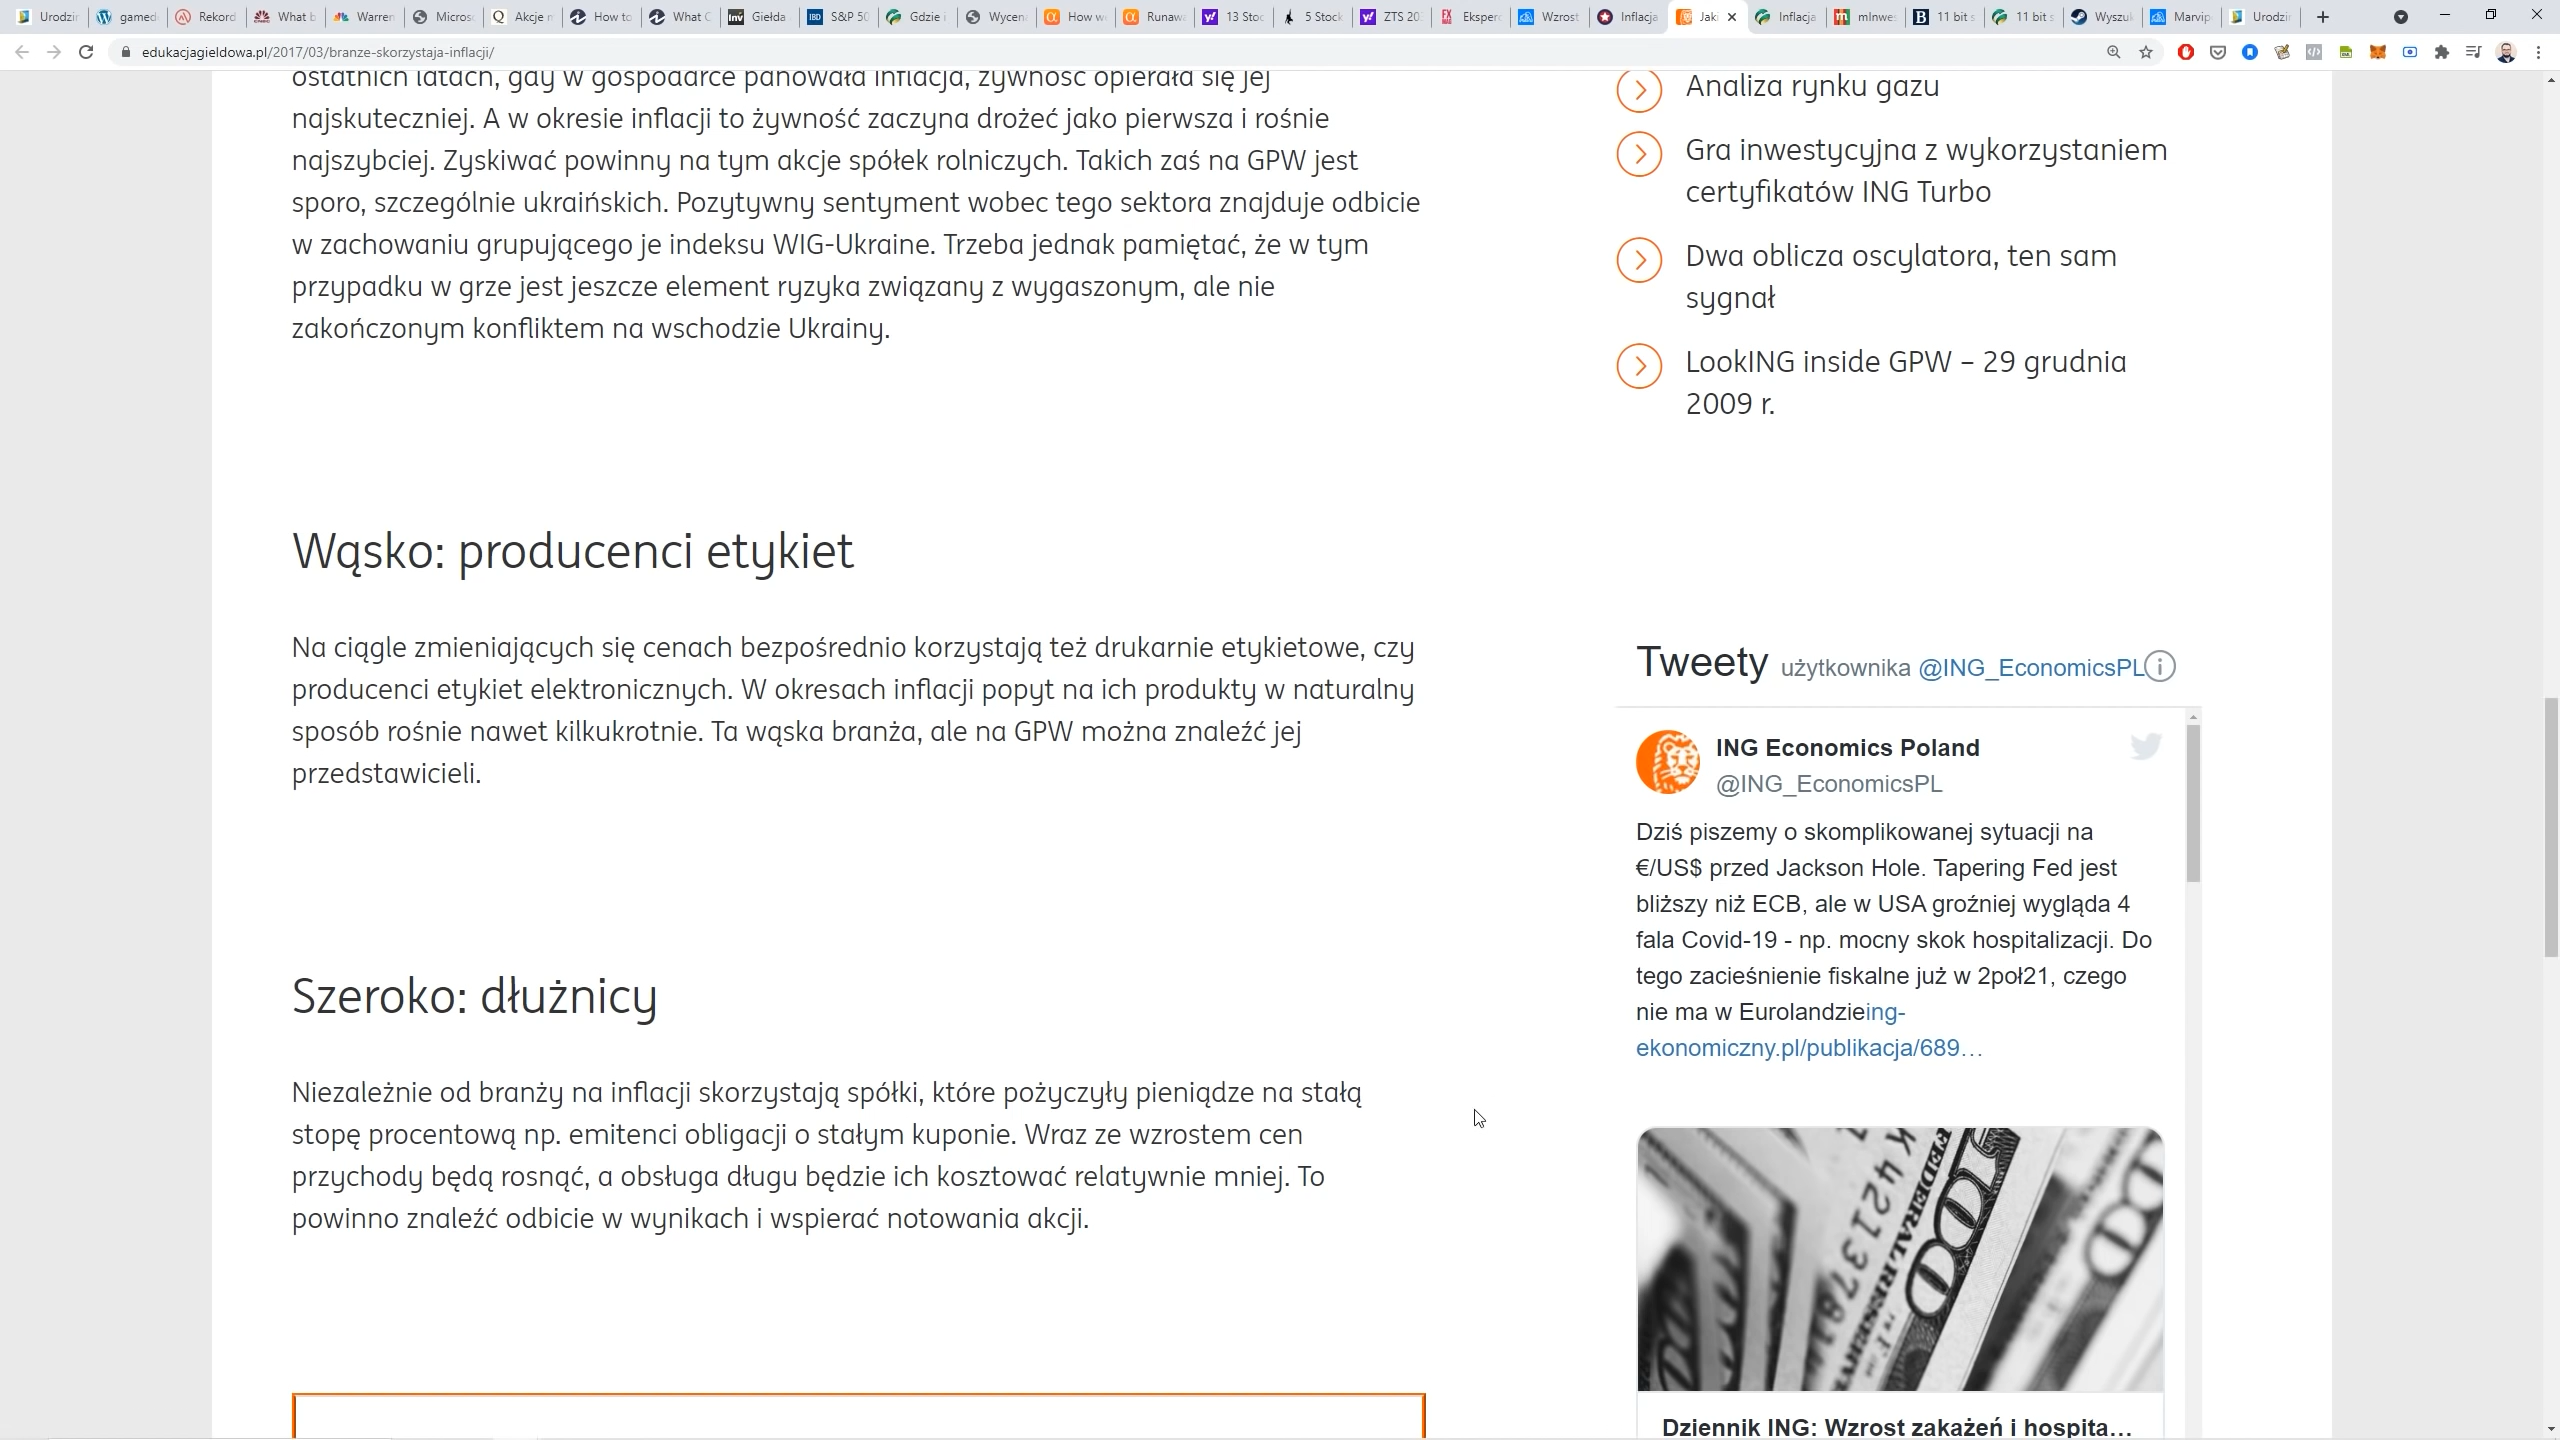 Urodzin
gamed
Rekord
What b
Warren
Micros
Akcje n
How to
What C
Giełda
S&P 50
Gdzie i
Wycen
How w
Runaw
13 Stoc
5 Stock
ZTS 20
Eksper
Wzrost
Inflacja
Jaki
Inflacja
mInwe
11 bit s
11 bit s
Wyszuk
Marvip
Urodzin
edukacjagieldowa.pl/2017/03/branze-skorzystaja-inflacji/
ostatnich latach, gdy w gospodarce panowała inflacja, żywność opierała się jej
najskuteczniej. A w okresie inflacji to żywność zaczyna drożeć jako pierwsza i rośnie
najszybciej. Zyskiwać powinny na tym akcje spółek rolniczych. Takich zaś na GPW jest
sporo, szczególnie ukraińskich. Pozytywny sentyment wobec tego sektora znajduje odbicie
w zachowaniu grupującego je indeksu WIG-Ukraine. Trzeba jednak pamiętać, że w tym
przypadku w grze jest jeszcze element ryzyka związany z wygaszonym, ale nie
zakończonym konfliktem na wschodzie Ukrainy.
Wąsko: producenci etykiet
Na ciągle zmieniających się cenach bezpośrednio korzystają też drukarnie etykietowe, czy
producenci etykiet elektronicznych. W okresach inflacji popyt na ich produkty w naturalny
sposób rośnie nawet kilkukrotnie. Ta wąska branża, ale na GPW można znaleźć jej
przedstawicieli.
Szeroko: dłużnicy
Niezależnie od branży na inflacji skorzystają spółki, które pożyczyły pieniądze na stałą
stopę procentową np. emitenci obligacji o stałym kuponie. Wraz ze wzrostem cen
przychody będą rosnąć, a obsługa długu będzie ich kosztować relatywnie mniej. To
powinno znaleźć odbicie w wynikach i wspierać notowania akcji.
Analiza rynku gazu
Gra inwestycyjna z wykorzystaniem
certyfikatów ING Turbo
Dwa oblicza oscylatora, ten sam
sygnał
LookING inside GPW – 29 grudnia
2009 r.
Tweety użytkownika @ING_EconomicsPL
ING Economics Poland
@ING_EconomicsPL
Dziś piszemy o skomplikowanej sytuacji na
€/US$ przed Jackson Hole. Tapering Fed jest
bliższy niż ECB, ale w USA groźniej wygląda 4
fala Covid-19 - np. mocny skok hospitalizacji. Do
tego zacieśnienie fiskalne już w 2poł21, czego
nie ma w Eurolandzieing-
ekonomiczny.pl/publikacja/689…
Dziennik ING: Wzrost zakażeń i hospita…